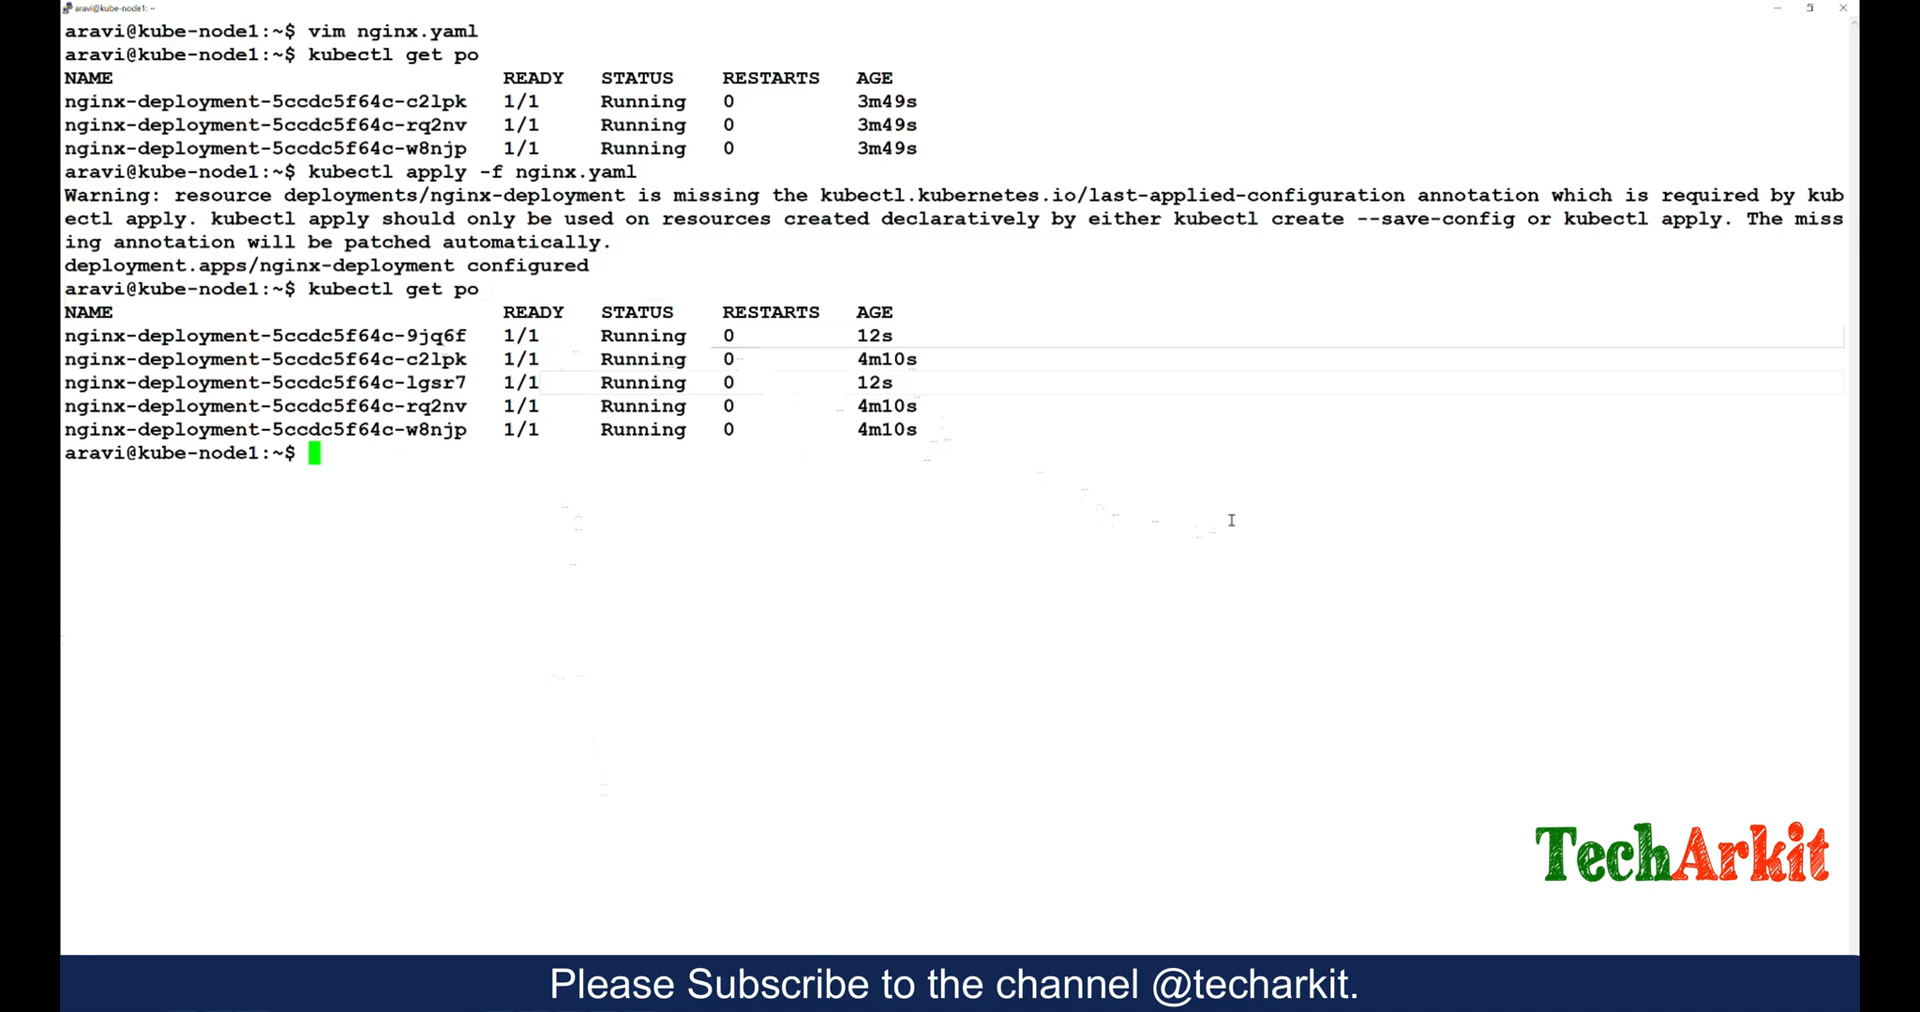 aravi@kube-node1: ~
aravi@kube-node1:~$ vim nginx.yaml
aravi@kube-node1:~$ kubectl get po
NAME READY STATUS RESTARTS AGE
nginx-deployment-5ccdc5f64c-c2lpk 1/1 Running 0 3m49s
nginx-deployment-5ccdc5f64c-rq2nv 1/1 Running 0 3m49s
nginx-deployment-5ccdc5f64c-w8njp 1/1 Running 0 3m49s
aravi@kube-node1:~$ kubectl apply -f nginx.yaml
Warning: resource deployments/nginx-deployment is missing the kubectl.kubernetes.io/last-applied-configuration annotation which is required by kub
ectl apply. kubectl apply should only be used on resources created declaratively by either kubectl create --save-config or kubectl apply. The miss
ing annotation will be patched automatically.
deployment.apps/nginx-deployment configured
aravi@kube-node1:~$ kubectl get po
NAME READY STATUS RESTARTS AGE
nginx-deployment-5ccdc5f64c-9jq6f 1/1 Running 0 12s
nginx-deployment-5ccdc5f64c-c2lpk 1/1 Running 0 4m10s
nginx-deployment-5ccdc5f64c-lgsr7 1/1 Running 0 12s
nginx-deployment-5ccdc5f64c-rq2nv 1/1 Running 0 4m10s
nginx-deployment-5ccdc5f64c-w8njp 1/1 Running 0 4m10s
aravi@kube-node1:~$
TechArkit
Please Subscribe to the channel @techarkit.